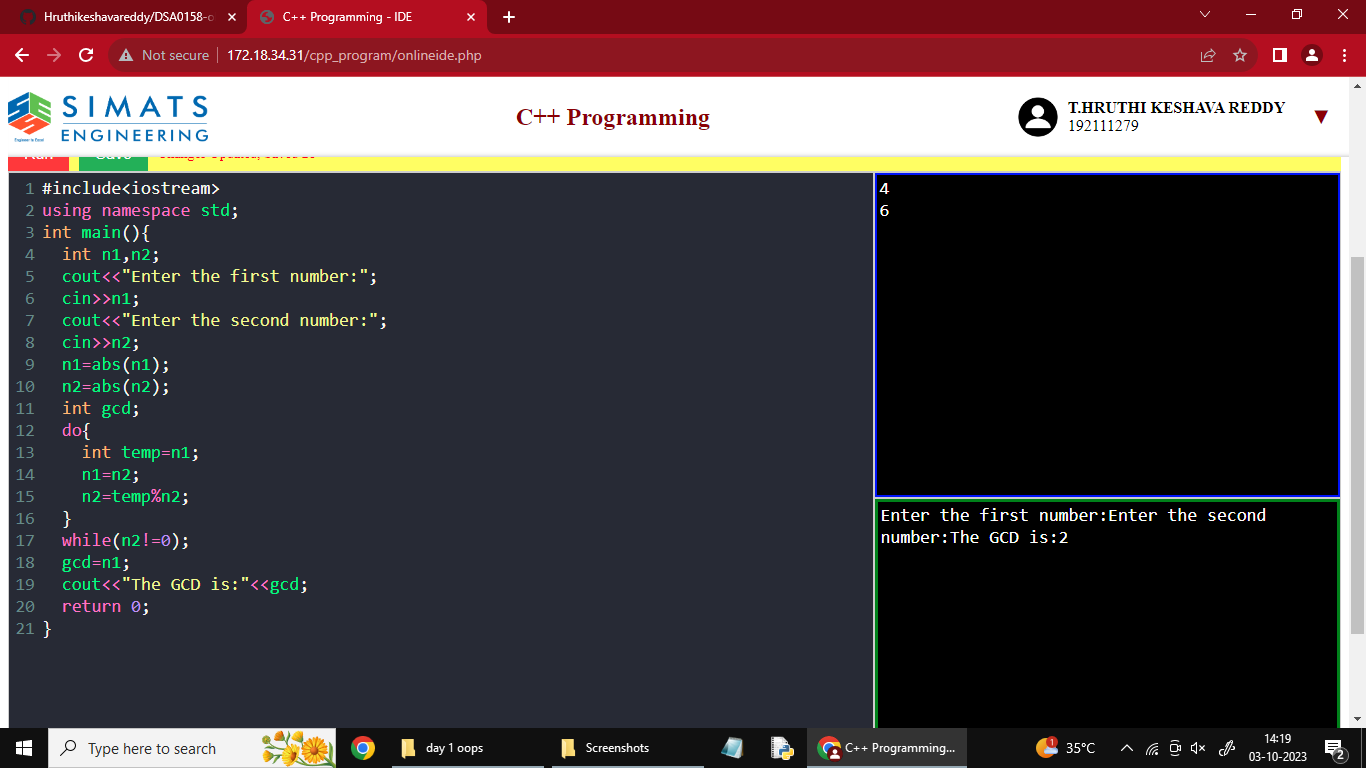 Hruthikeshavareddy/DSA0158-o
C++ Programming - IDE
Not secure
172.18.34.31/cpp_program/onlineide.php
SIMATS
ENGINEERING
Engineer to Excel
C++ Programming
T.HRUTHI KESHAVA REDDY
192111279
1 #include<iostream>
2 using namespace std;
3 int main(){
4 int n1,n2;
5 cout<<"Enter the first number:";
6 cin>>n1;
7 cout<<"Enter the second number:";
8 cin>>n2;
9 n1=abs(n1);
10 n2=abs(n2);
11 int gcd;
12 do{
13 int temp=n1;
14 n1=n2;
15 n2=temp%n2;
16 }
17 while(n2!=0);
18 gcd=n1;
19 cout<<"The GCD is:"<<gcd;
20 return 0;
21 }
4
6
Enter the first number:Enter the second
number:The GCD is:2
Type here to search
day 1 oops
Screenshots
C++ Programming...
1
35°C
14:19
03-10-2023
2